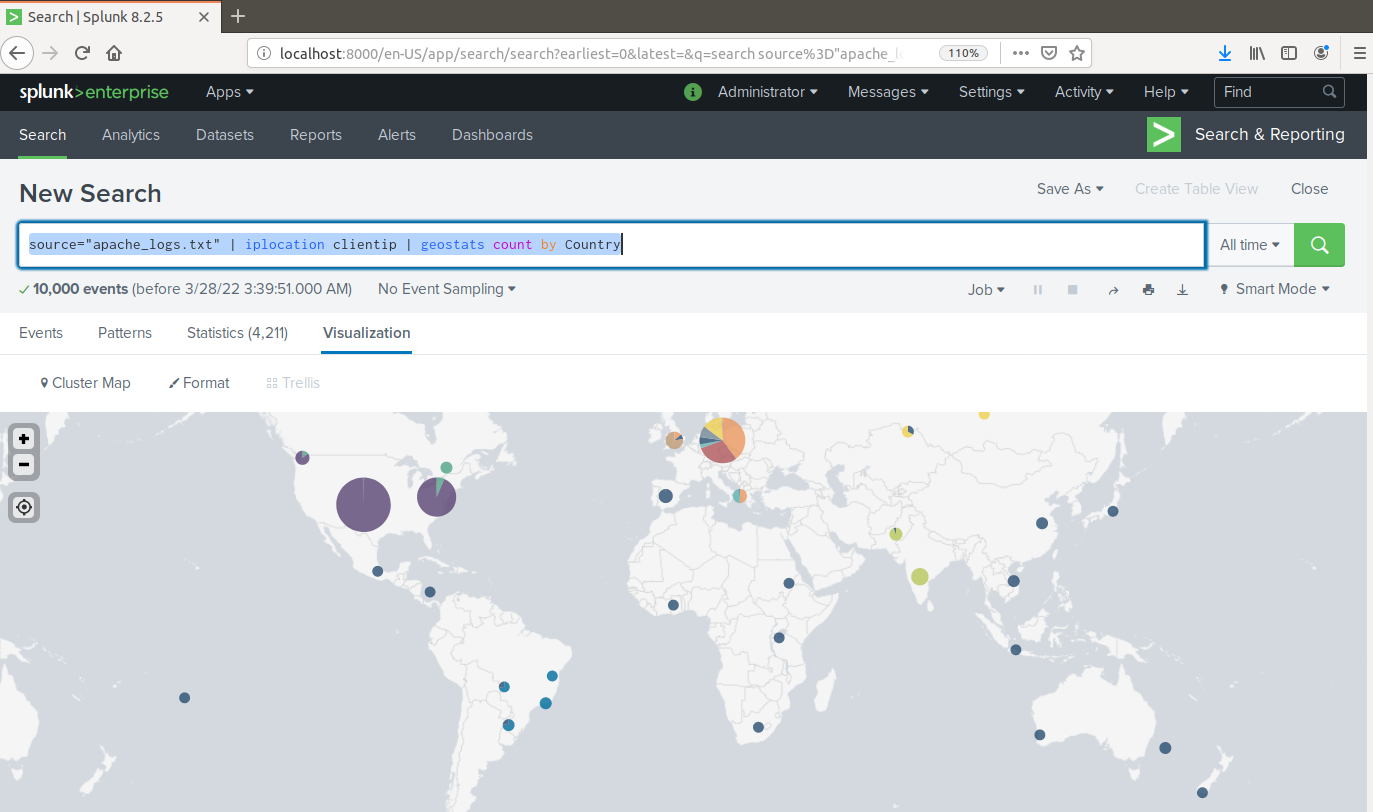 Search | Splunk 8.2.5
localhost:8000/en-US/app/search/search?earliest=0&latest=&q=search source%3D"apache_lo
110%
splunk>enterprise Apps Administrator Messages Settings Activity Help Find
Search Analytics Datasets Reports Alerts Dashboards Search & Reporting
New Search Save As Create Table View Close
source="apache_logs.txt" | iplocation clientip | geostats count by Country All time
10,000 events (before 3/28/22 3:39:51.000 AM) No Event Sampling Job Smart Mode
Events Patterns Statistics (4,211) Visualization
Cluster Map Format Trellis